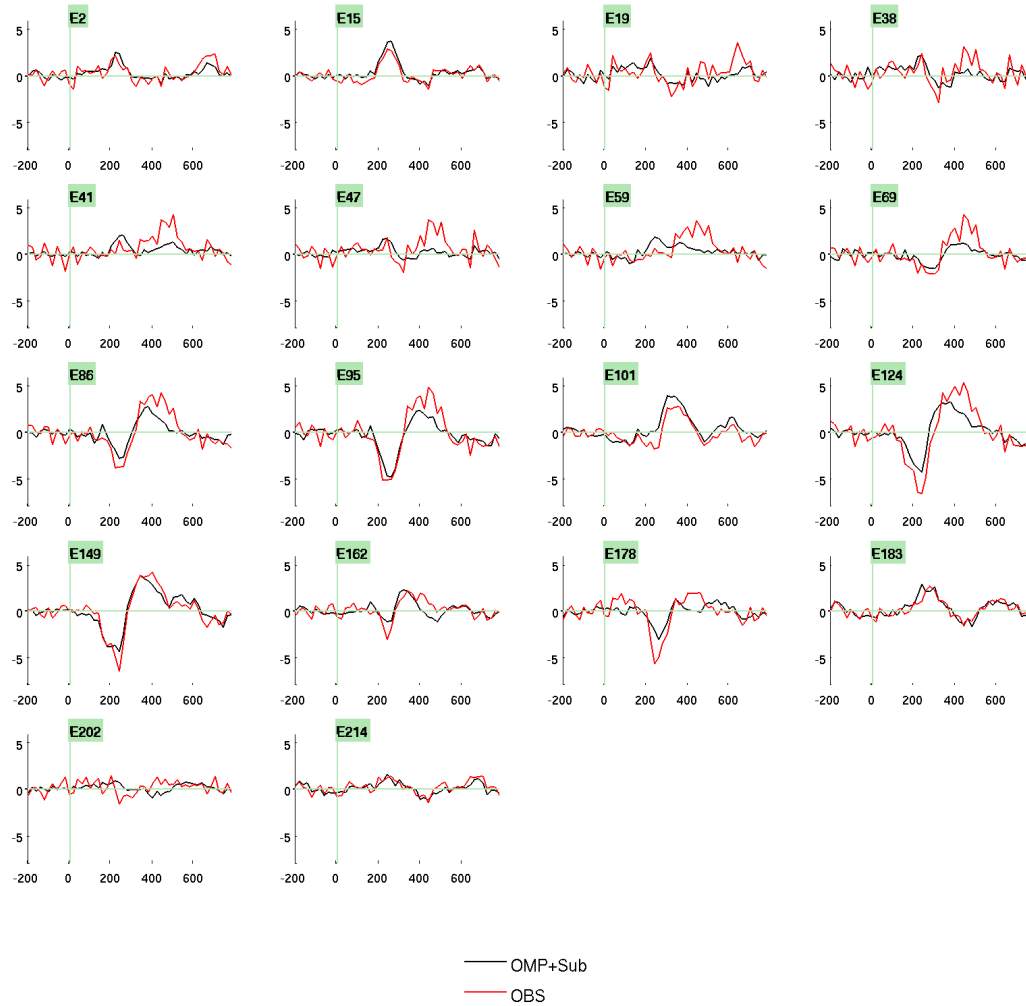 E2 E15 E19 E38
5 5 5 5
0 0 0 0
-5 -5 -5 -5
-200 0 200 400 600 -200 0 200 400 600 -200 0 200 400 600 -200 0 200 400 600
E41 E47 E59 E69
5 5 5 5
0 0 0 0
-5 -5 -5 -5
-200 0 200 400 600 -200 0 200 400 600 -200 0 200 400 600 -200 0 200 400 600
E86 E95 E101 E124
5 5 5 5
0 0 0 0
-5 -5 -5 -5
-200 0 200 400 600 -200 0 200 400 600 -200 0 200 400 600 -200 0 200 400 600
E149 E162 E178 E183
5 5 5 5
0 0 0 0
-5 -5 -5 -5
-200 0 200 400 600 -200 0 200 400 600 -200 0 200 400 600 -200 0 200 400 600
E202 E214
5 5
0 0
-5 -5
-200 0 200 400 600 -200 0 200 400 600
OMP+Sub
OBS